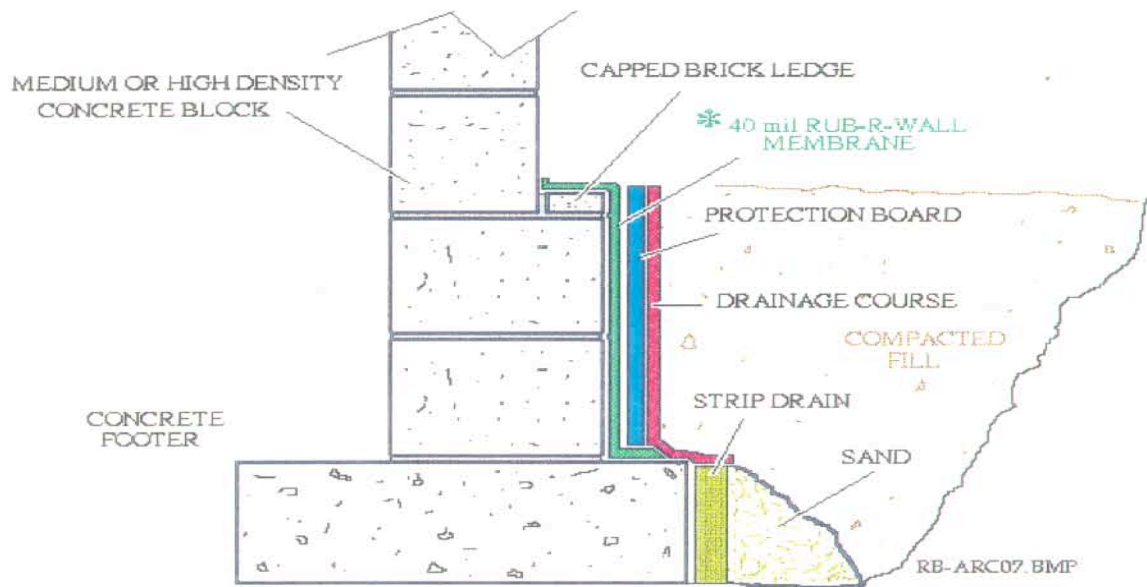 MEDIUM OR HIGH DENSITY
CONCRETE BLOCK
CAPPED BRICK LEDGE
* 40 mil RUB-R-WALL
MEMBRANE
PROTECTION BOARD
DRAINAGE COURSE
COMPACTED
FILL
STRIP DRAIN
CONCRETE
FOOTER
SAND
RB-ARC07.BMP